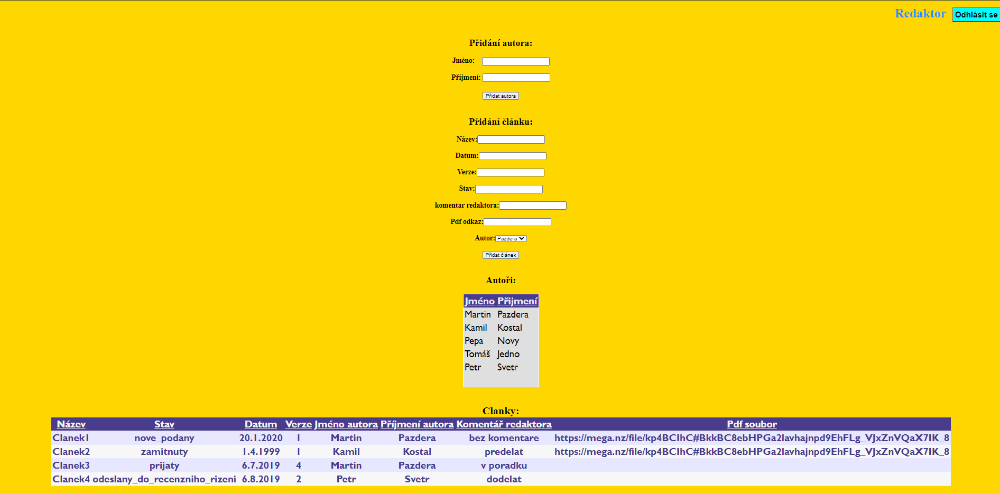 Redaktor Odhlásit se
Přidání autora:
Jméno:
Příjmení:
Přidat autora
Přidání článku:
Název:
Datum:
Verze:
Stav:
komentar redaktora:
Pdf odkaz:
Autor: Pazdera
Přidat článek
Autoři:
Jméno Přijmení
Martin Pazdera
Kamil Kostal
Pepa Novy
Tomáš Jedno
Petr Svetr
Clanky:
Název Stav Datum Verze Jméno autora Příjmení autora Komentář redaktora Pdf soubor
Clanek1 nove_podany 20.1.2020 1 Martin Pazdera bez komentare https://mega.nz/file/kp4BCIhC#BkkBC8ebHPGa2lavhajnpd9EhFLg_VJxZnVQaX7IK_8
Clanek2 zamitnuty 1.4.1999 1 Kamil Kostal predelat https://mega.nz/file/kp4BCIhC#BkkBC8ebHPGa2lavhajnpd9EhFLg_VJxZnVQaX7IK_8
Clanek3 prijaty 6.7.2019 4 Martin Pazdera v poradku
Clanek4 odeslany_do_recenzniho_rizeni 6.8.2019 2 Petr Svetr dodelat